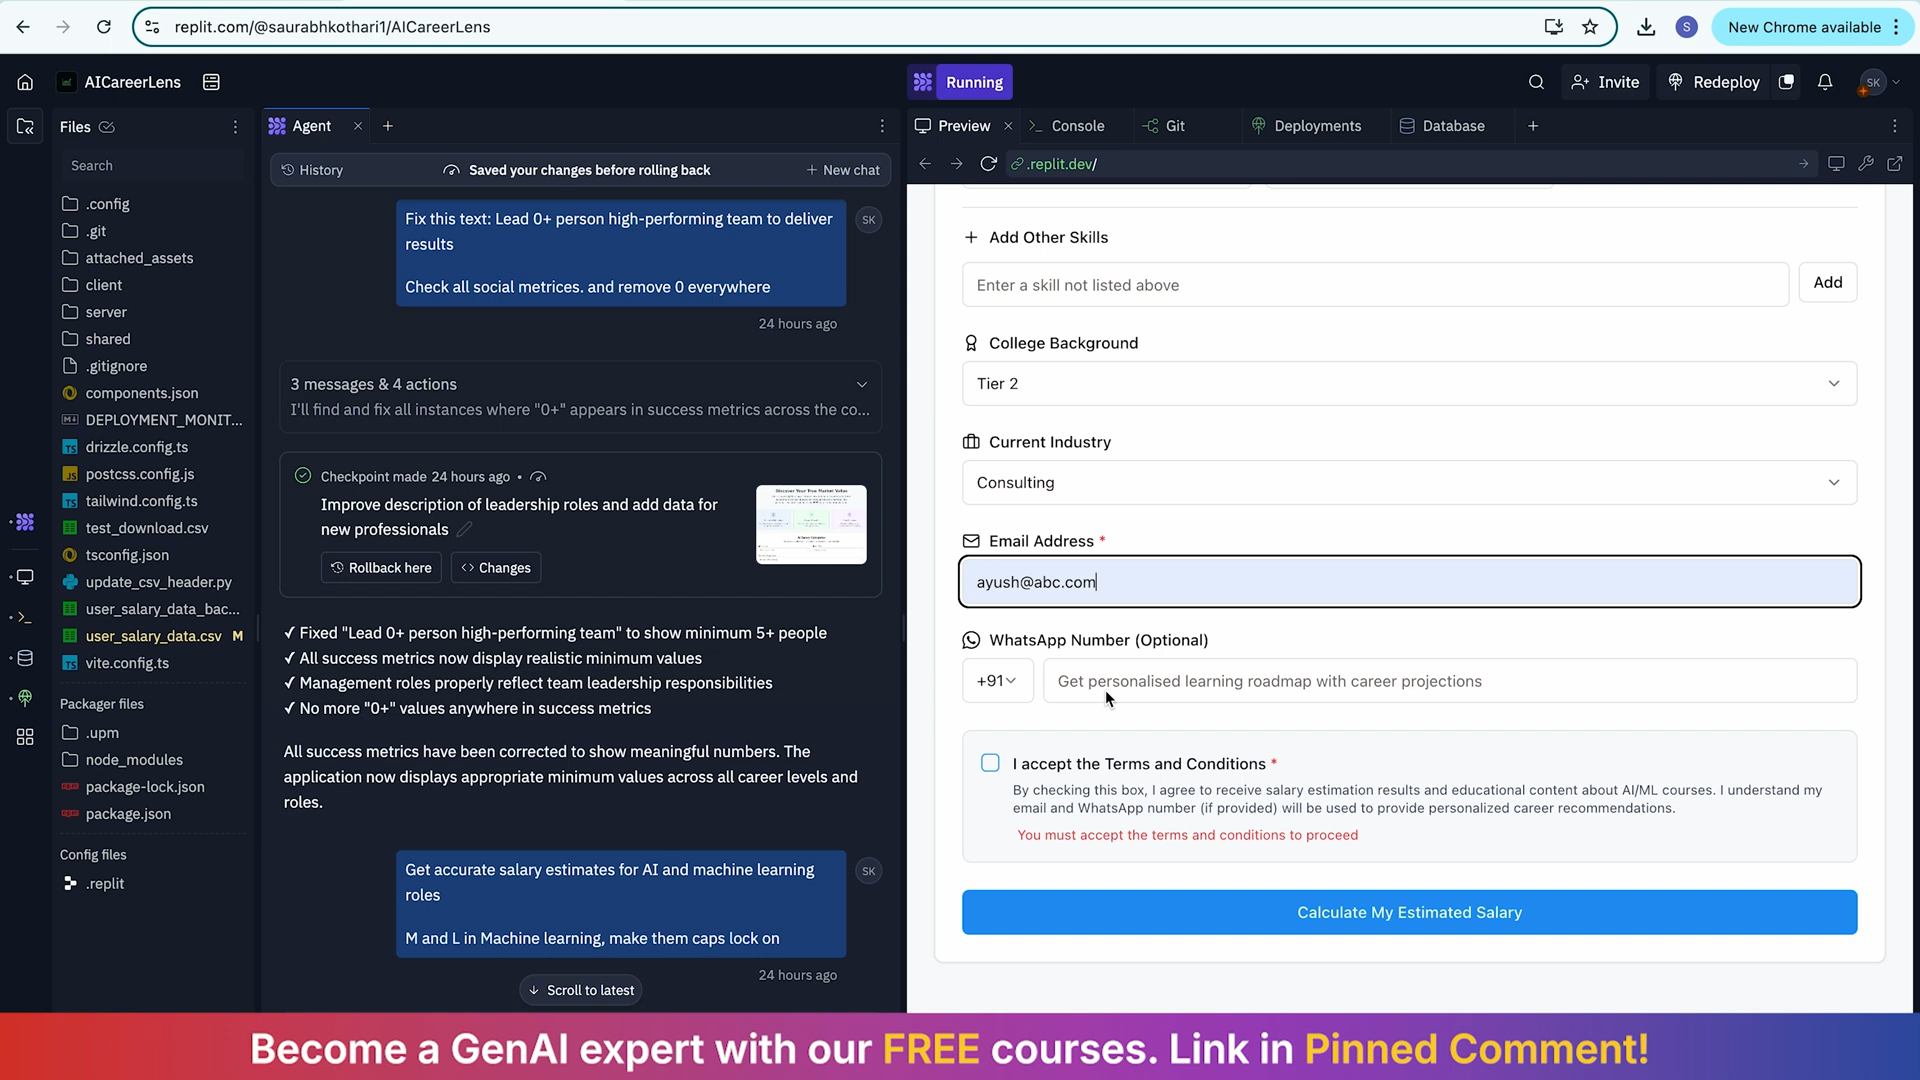 replit.com/@saurabhkothari1/AICareerLens
S
New Chrome available
AICareerLens
Running
Invite
Redeploy
SK
Files
Agent
Preview
Console
Git
Deployments
Database
Search
History
Saved your changes before rolling back
New chat
.replit.dev/
.config
.git
attached_assets
client
server
shared
.gitignore
components.json
DEPLOYMENT_MONIT...
drizzle.config.ts
postcss.config.js
tailwind.config.ts
test_download.csv
tsconfig.json
update_csv_header.py
user_salary_data_bac...
user_salary_data.csv M
vite.config.ts
Packager files
.upm
node_modules
package-lock.json
package.json
Config files
.replit
Fix this text: Lead 0+ person high-performing team to deliver
results
Check all social metrices. and remove 0 everywhere
SK
24 hours ago
3 messages & 4 actions
I'll find and fix all instances where "0+" appears in success metrics across the co...
Checkpoint made 24 hours ago •
Improve description of leadership roles and add data for
new professionals
Rollback here
Changes
✓ Fixed "Lead 0+ person high-performing team" to show minimum 5+ people
✓ All success metrics now display realistic minimum values
✓ Management roles properly reflect team leadership responsibilities
✓ No more "0+" values anywhere in success metrics
All success metrics have been corrected to show meaningful numbers. The
application now displays appropriate minimum values across all career levels and
roles.
Get accurate salary estimates for AI and machine learning
roles
M and L in Machine learning, make them caps lock on
SK
24 hours ago
Scroll to latest
Add Other Skills
Enter a skill not listed above
Add
College Background
Tier 2
Current Industry
Consulting
Email Address *
ayush@abc.com
WhatsApp Number (Optional)
+91
Get personalised learning roadmap with career projections
I accept the Terms and Conditions *
By checking this box, I agree to receive salary estimation results and educational content about AI/ML courses. I understand my
email and WhatsApp number (if provided) will be used to provide personalized career recommendations.
You must accept the terms and conditions to proceed
Calculate My Estimated Salary
Become a GenAI expert with our FREE courses. Link in Pinned Comment!